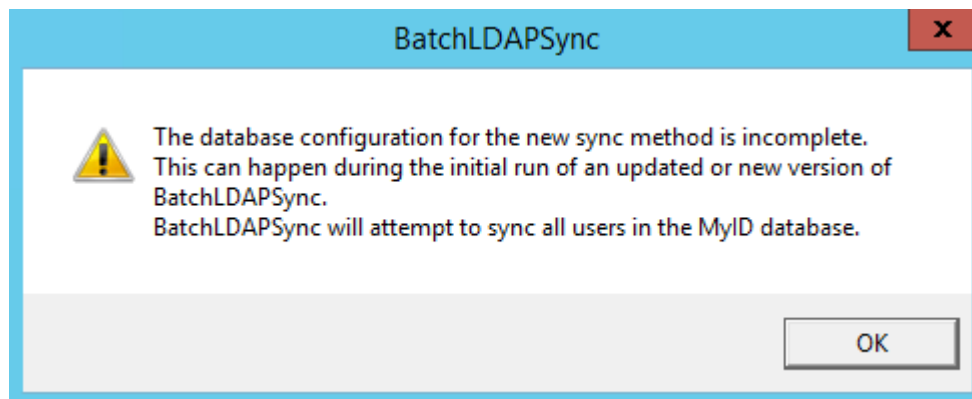 BatchLDAPSync
x
The database configuration for the new sync method is incomplete.
This can happen during the initial run of an updated or new version of
BatchLDAPSync.
BatchLDAPSync will attempt to sync all users in the MyID database.
OK